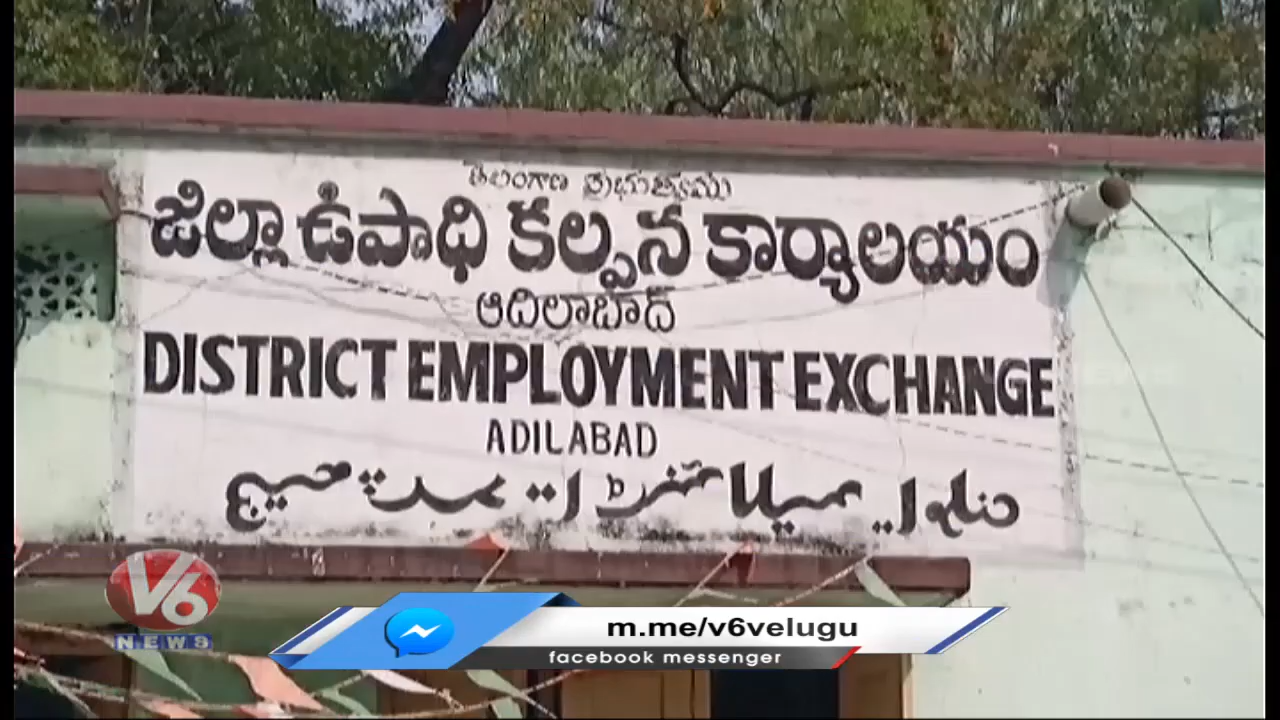 తెలంగాణ ప్రభుత్వము
జిల్లా ఉపాధి కల్పన కార్యాలయం
ఆదిలాబాద్
DISTRICT EMPLOYMENT EXCHANGE
ADILABAD
V6
NEWS
m.me/v6velugu
facebook messenger